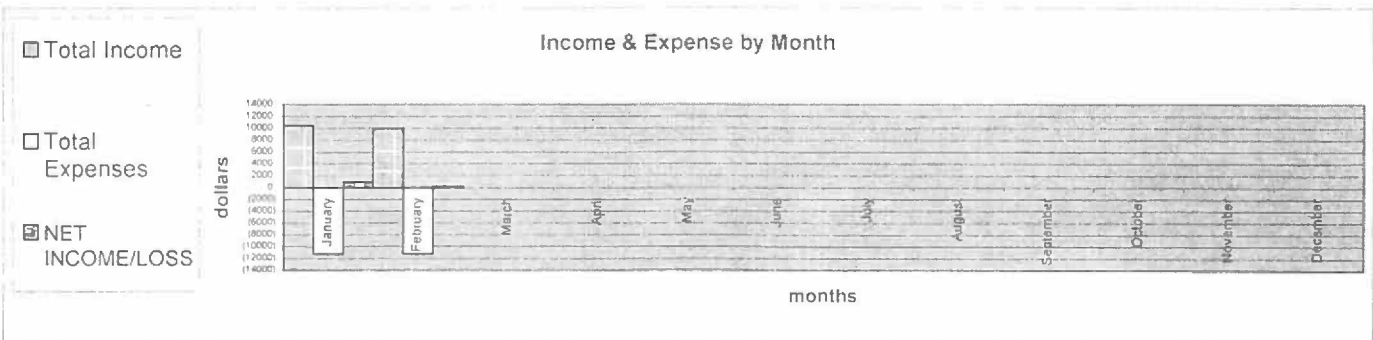 Income & Expense by Month
Total Income
Total
Expenses
NET
INCOME/LOSS
dollars
14000
12000
10000
8000
6000
4000
2000
0
(2000)
(4000)
(6000)
(8000)
(10000)
(12000)
(14000)
January
February
March
April
May
June
July
August
September
October
November
December
months